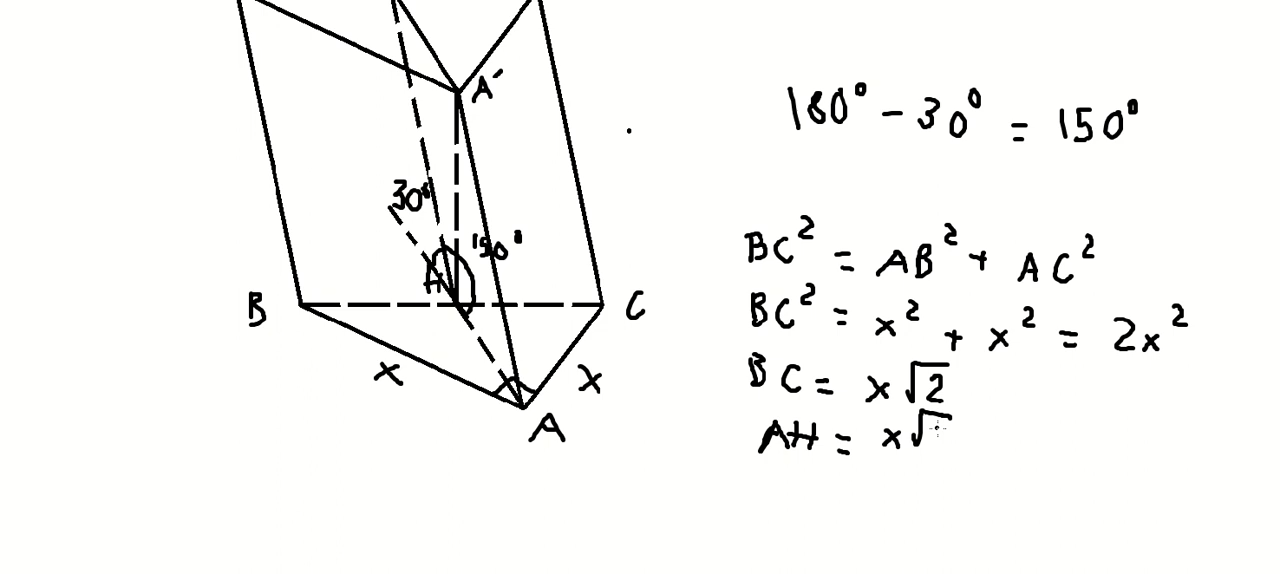 A'
180° - 30° = 150°
30°
150°
H
B
C
x
x
A
BC² = AB² + AC²
BC² = x² + x² = 2x²
BC = x√2
AH = x√